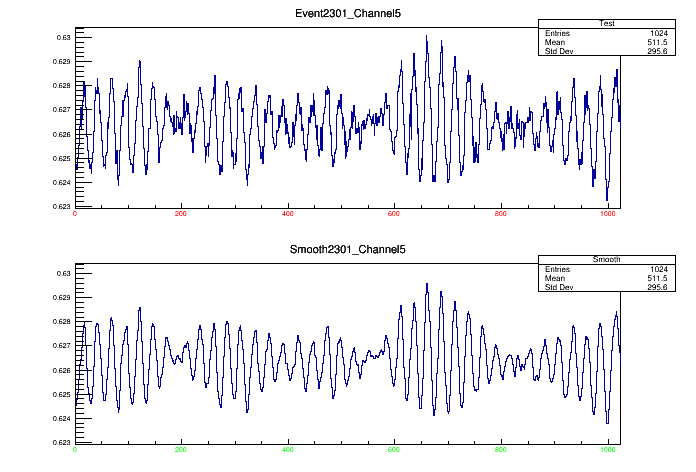 Event2301_Channel5
Test
Entries 1024
Mean 511.5
Std Dev 295.6
0.63
0.629
0.628
0.627
0.626
0.625
0.624
0.623
0 200 400 600 800 1000
Smooth2301_Channel5
Smooth
Entries 1024
Mean 511.5
Std Dev 295.6
0.63
0.629
0.628
0.627
0.626
0.625
0.624
0.623
0 200 400 600 800 1000